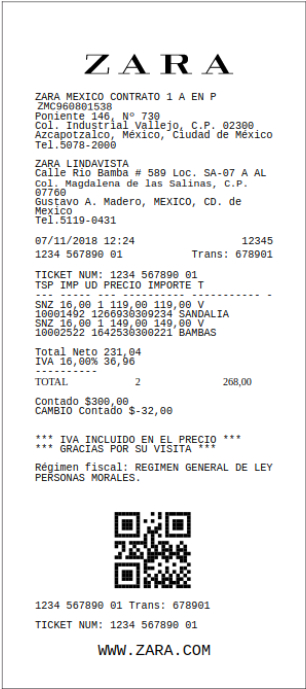 ZARA
ZARA MEXICO CONTRATO 1 A EN P
ZMC960801538
Poniente 146, Nº 730
Col. Industrial Vallejo, C.P. 02300
Azcapotzalco, México, Ciudad de México
Tel.5078-2000
ZARA LINDAVISTA
Calle Rio Bamba # 589 Loc. SA-07 A AL
Col. Magdalena de las Salinas, C.P.
07760
Gustavo A. Madero, MEXICO, CD. de
Mexico
Tel.5119-0431
07/11/2018 12:24 12345
1234 567890 01 Trans: 678901
TICKET NUM: 1234 567890 01
TSP IMP UD PRECIO IMPORTE T
--- ----- --- ---------- ----------- -
SNZ 16,00 1 119,00 119,00 V
10001492 1266930309234 SANDALIA
SNZ 16,00 1 149,00 149,00 V
10002522 1642530300221 BAMBAS
Total Neto 231,04
IVA 16,00% 36,96
----------
TOTAL 2 268,00
Contado $300,00
CAMBIO Contado $-32,00
*** IVA INCLUIDO EN EL PRECIO ***
*** GRACIAS POR SU VISITA ***
Régimen fiscal: REGIMEN GENERAL DE LEY
PERSONAS MORALES.
1234 567890 01 Trans: 678901
TICKET NUM: 1234 567890 01
WWW.ZARA.COM